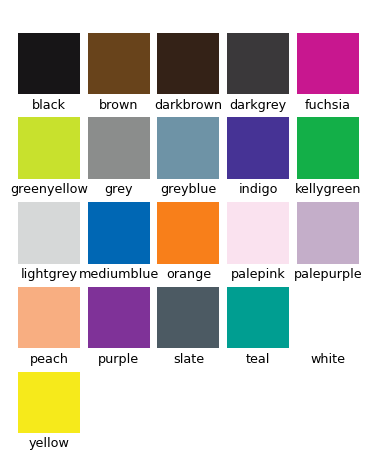 black brown darkbrown darkgrey fuchsia
greenyellow grey greyblue indigo kellygreen
lightgrey mediumblue orange palepink palepurple
peach purple slate teal white
yellow